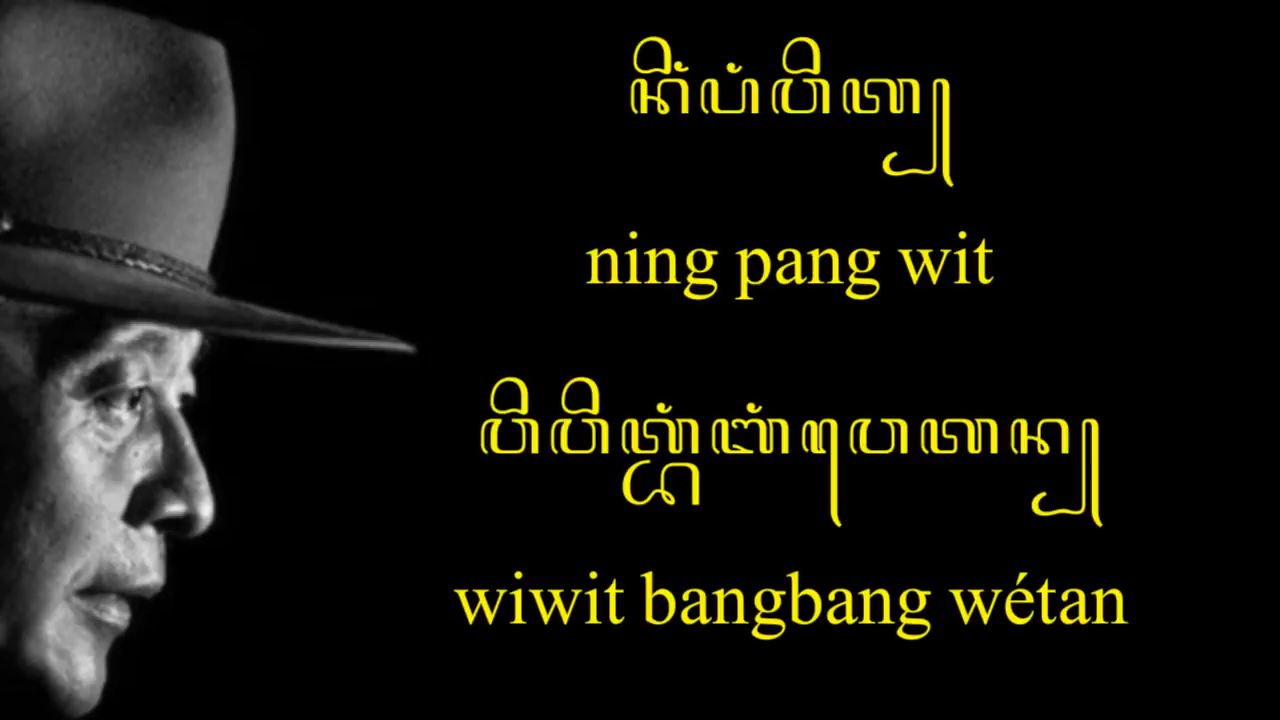 ꦤꦶꦁꦥꦁꦮꦶꦠ꧀
ning pang wit
ꦮꦶꦮꦶꦠ꧀ꦧꦁꦧꦁꦮꦺꦠꦤ꧀
wiwit bangbang wétan